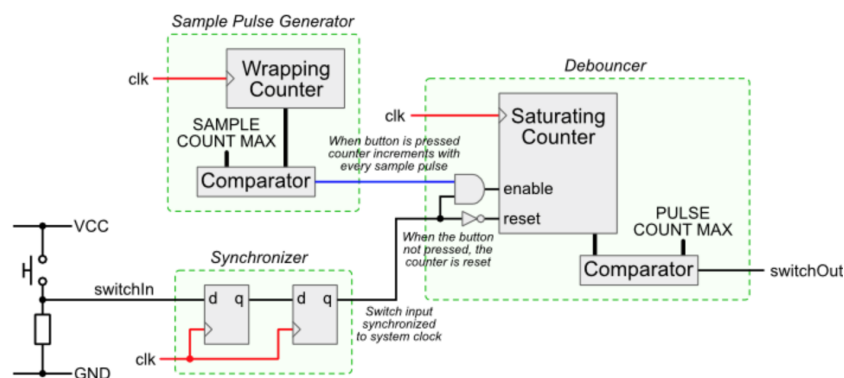 Sample Pulse Generator
clk
Wrapping
Counter
SAMPLE
COUNT MAX
Comparator
When button is pressed
counter increments with
every sample pulse
Debouncer
clk
Saturating
Counter
enable
reset
When the button
not pressed, the
counter is reset
PULSE
COUNT MAX
Comparator
switchOut
VCC
switchIn
GND
Synchronizer
d q
d q
clk
Switch input
synchronized
to system clock